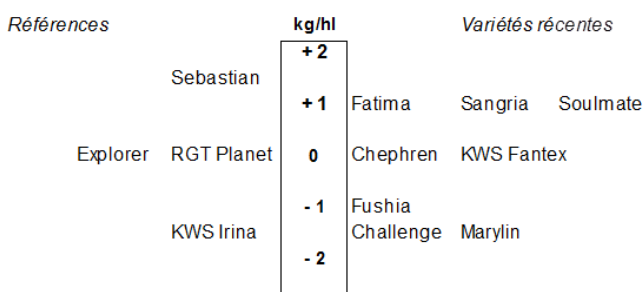 Références kg/hl Variétés récentes
+ 2
Sebastian
+ 1 Fatima Sangria Soulmate
Explorer RGT Planet 0 Chephren KWS Fantex
- 1 Fushia
KWS Irina Challenge Marylin
- 2